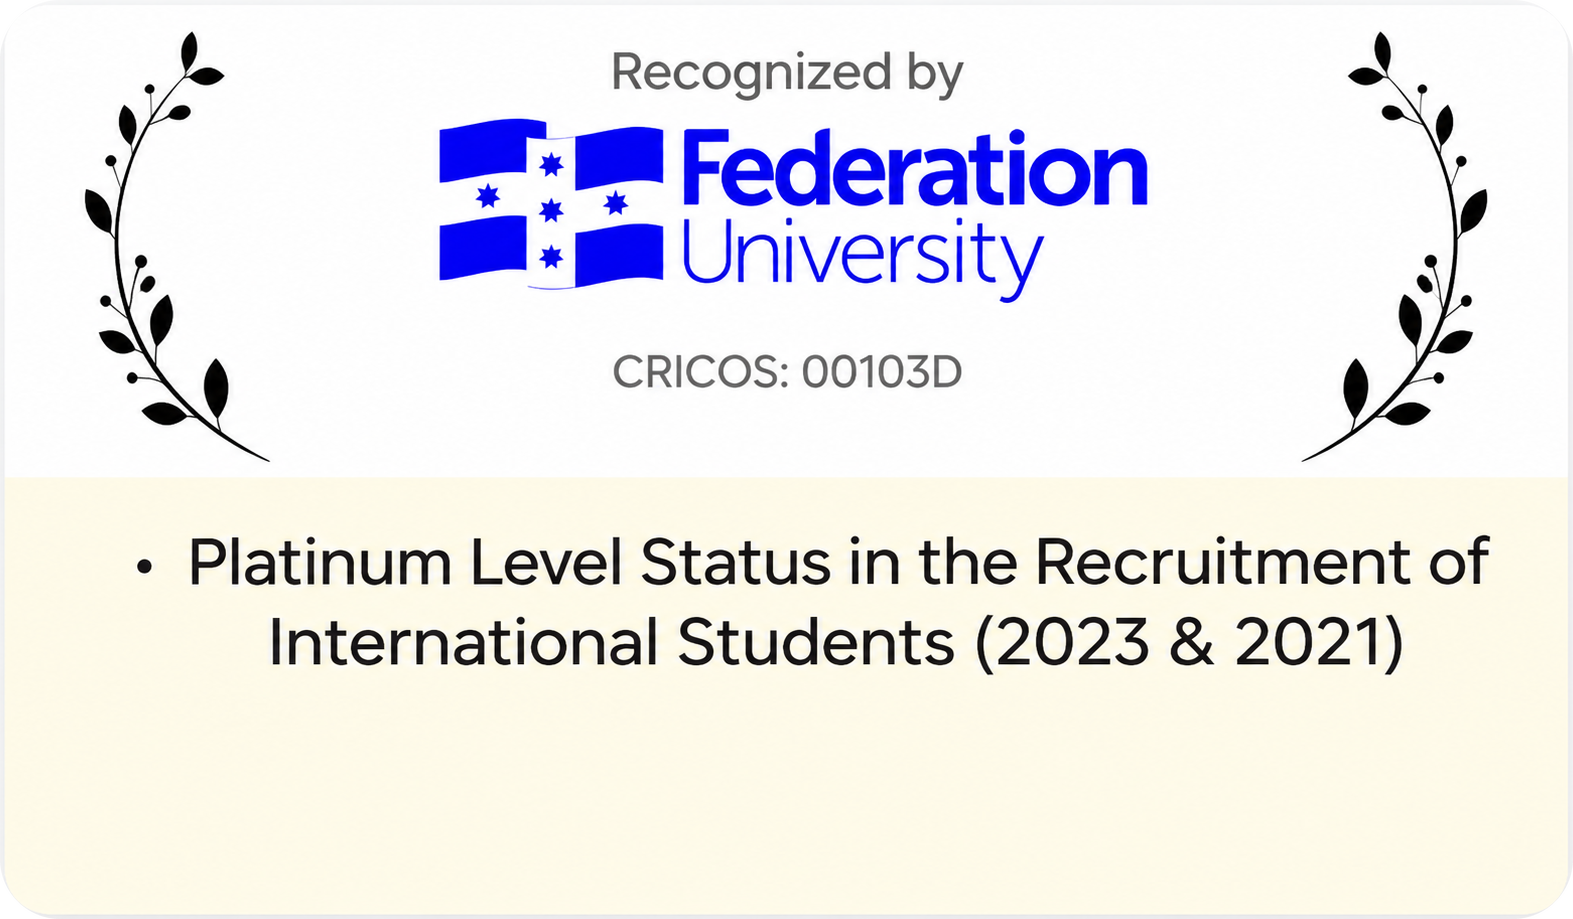 Recognized by
Federation
University
CRICOS: 00103D
• Platinum Level Status in the Recruitment of
International Students (2023 & 2021)